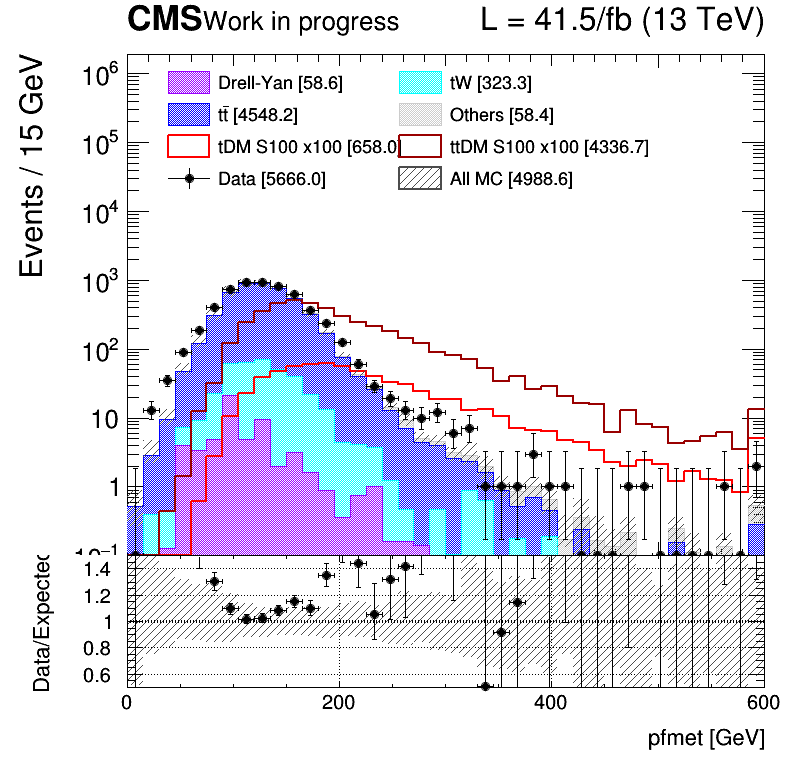 CMS Work in progress L = 41.5/fb (13 TeV)
Events / 15 GeV
Drell-Yan [58.6] tW [323.3]
tt̄ [4548.2] Others [58.4]
tDM S100 x100 [658.0] ttDM S100 x100 [4336.7]
Data [5666.0] All MC [4988.6]
10⁶
10⁵
10⁴
10³
10²
10
1
10⁻¹
Data/Expected
1.4
1.2
1
0.8
0.6
0 200 400 600
pfmet [GeV]